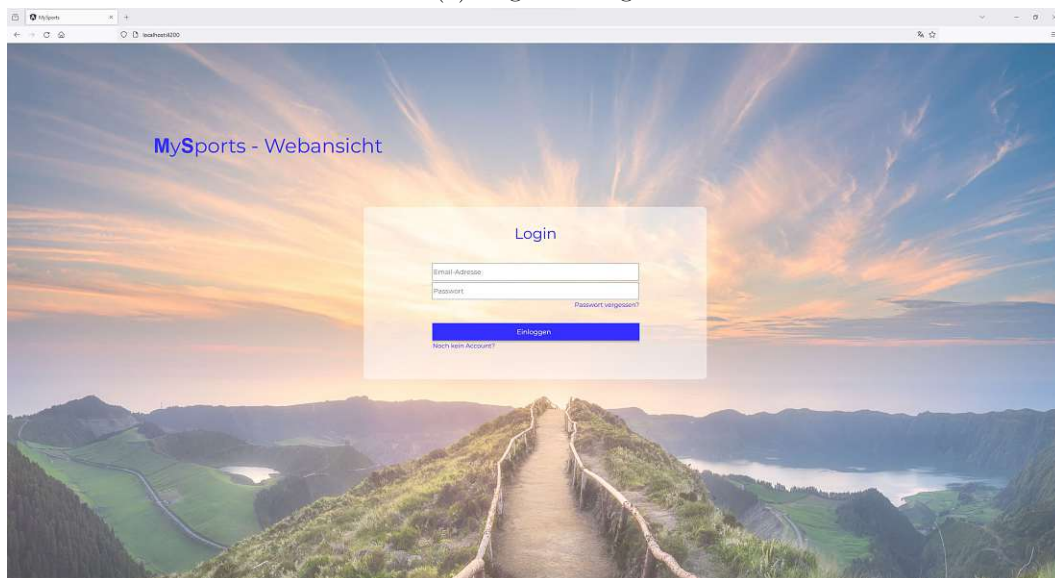 MySports
localhost:4200
MySports - Webansicht
Login
Email-Adresse
Passwort
Passwort vergessen?
Einloggen
Noch kein Account?